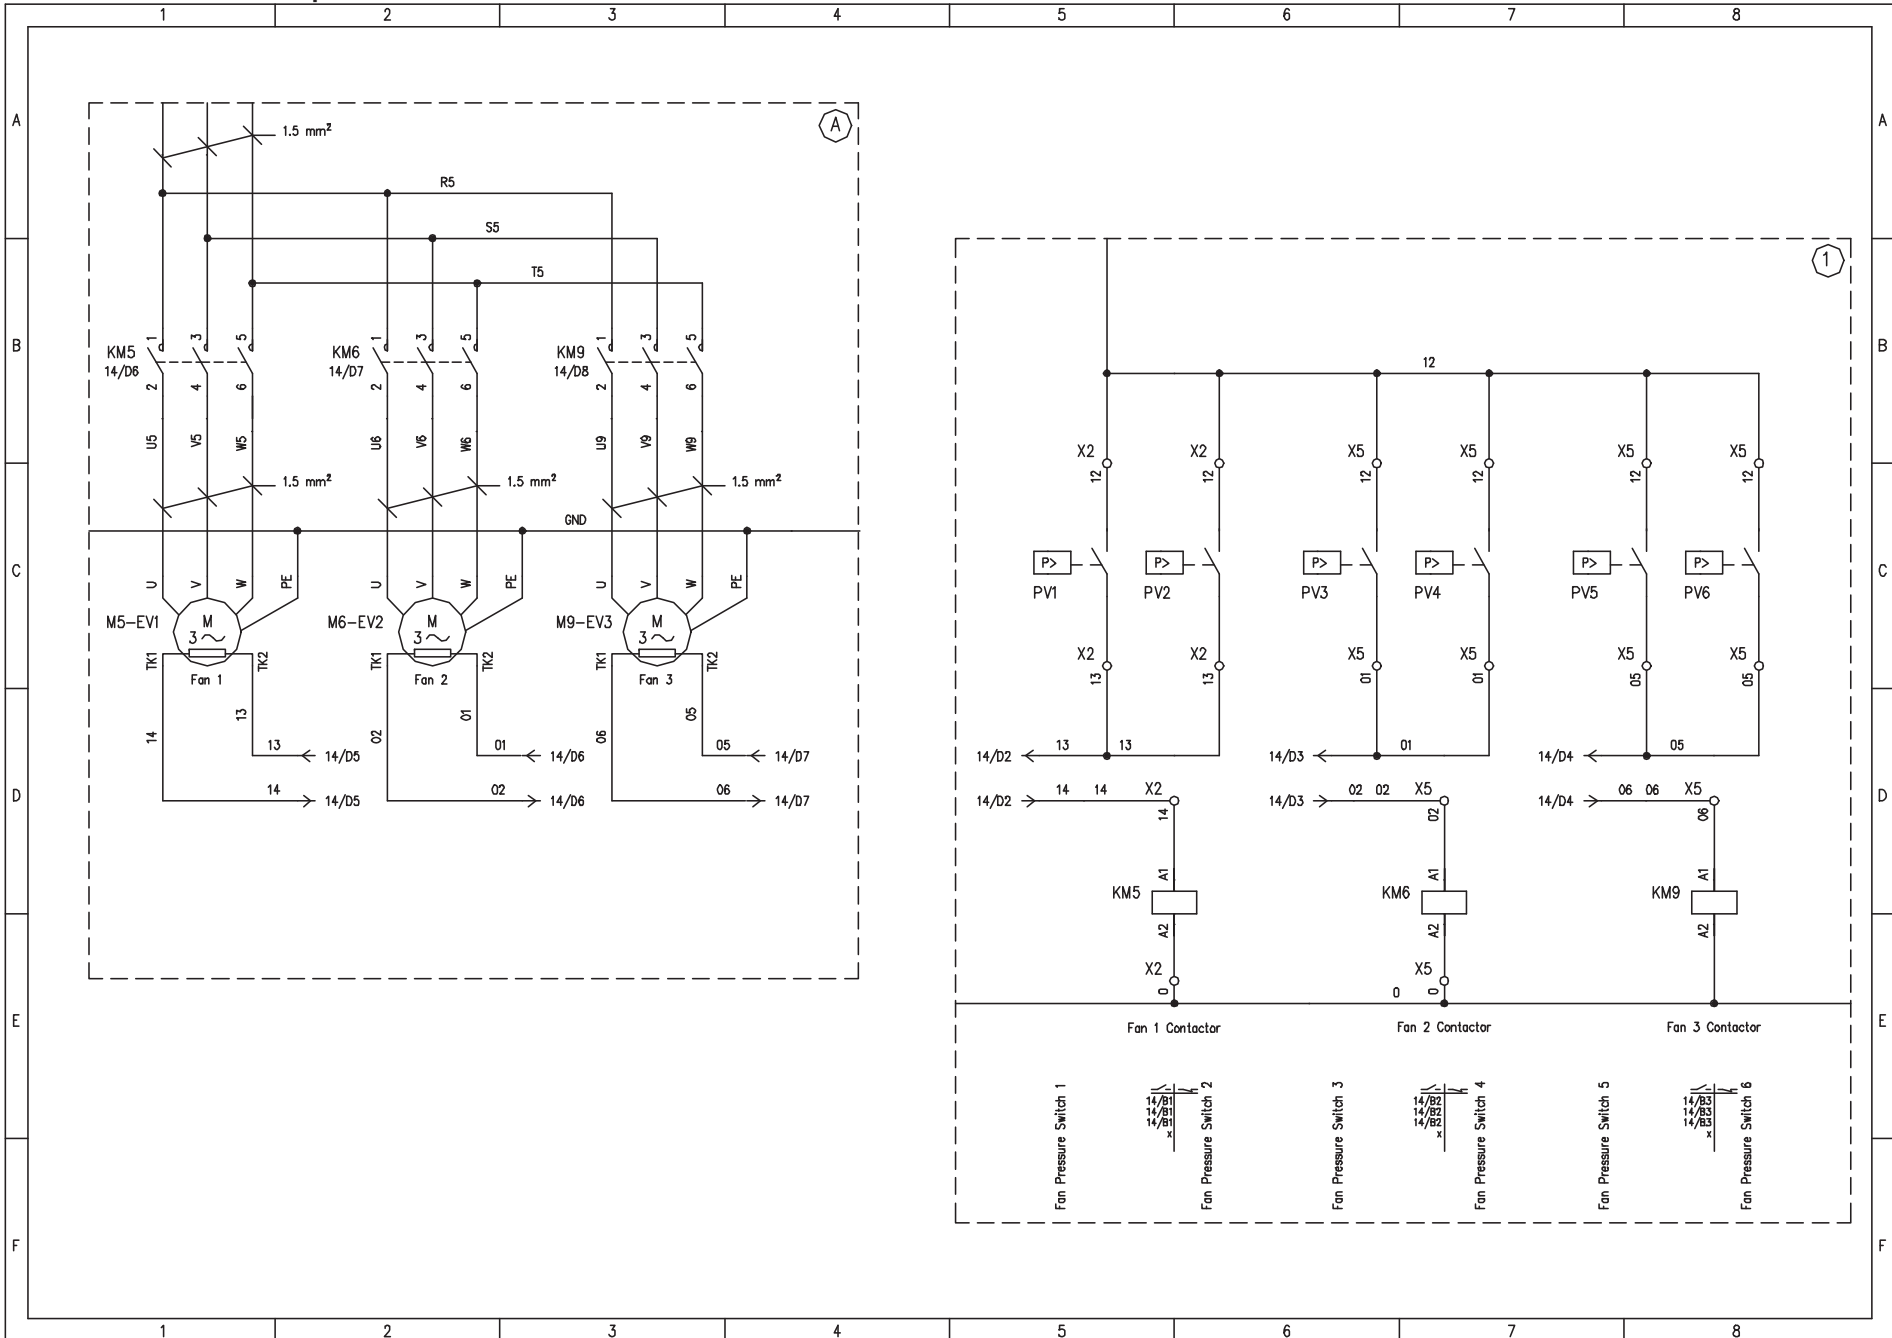 1 2 3 4 5 6 7 8
A A
1.5 mm²
A
R5
S5
T5
1
B B
KM5 1 3 5
14/D6
2 4 6
KM6 1 3 5
14/D7
2 4 6
KM9 1 3 5
14/D8
2 4 6
12
U5 V5 W5
U6 V6 W6
U9 V9 W9
X2 X2 X5 X5 X5 X5
12 12 12 12 12 12
1.5 mm² 1.5 mm² 1.5 mm²
GND
C C
P> P> P> P> P> P>
PV1 PV2 PV3 PV4 PV5 PV6
U V W PE
U V W PE
U V W PE
M5-EV1 M 3
M6-EV2 M 3
M9-EV3 M 3
TK1 TK2 TK1 TK2 TK1 TK2
Fan 1 Fan 2 Fan 3
X2 X2 X5 X5 X5 X5
13 13 01 01 05 05
14 13 02 01 06 05
13 14/D5 01 14/D6 05 14/D7
14 14/D5 02 14/D6 06 14/D7
14/D2 13 13 14/D3 01 14/D4 05
14/D2 14 14 X2 14/D3 02 02 X5 14/D4 06 06 X5
D D
14 02 06
A1 A1 A1
KM5 KM6 KM9
A2 A2 A2
X2 X5
0 0 0
E E
Fan 1 Contactor Fan 2 Contactor Fan 3 Contactor
Fan Pressure Switch 1
14/B1
14/B1
14/B1
x
Fan Pressure Switch 2
Fan Pressure Switch 3
14/B2
14/B2
14/B2
x
Fan Pressure Switch 4
Fan Pressure Switch 5
14/B3
14/B3
14/B3
x
Fan Pressure Switch 6
F F
1 2 3 4 5 6 7 8